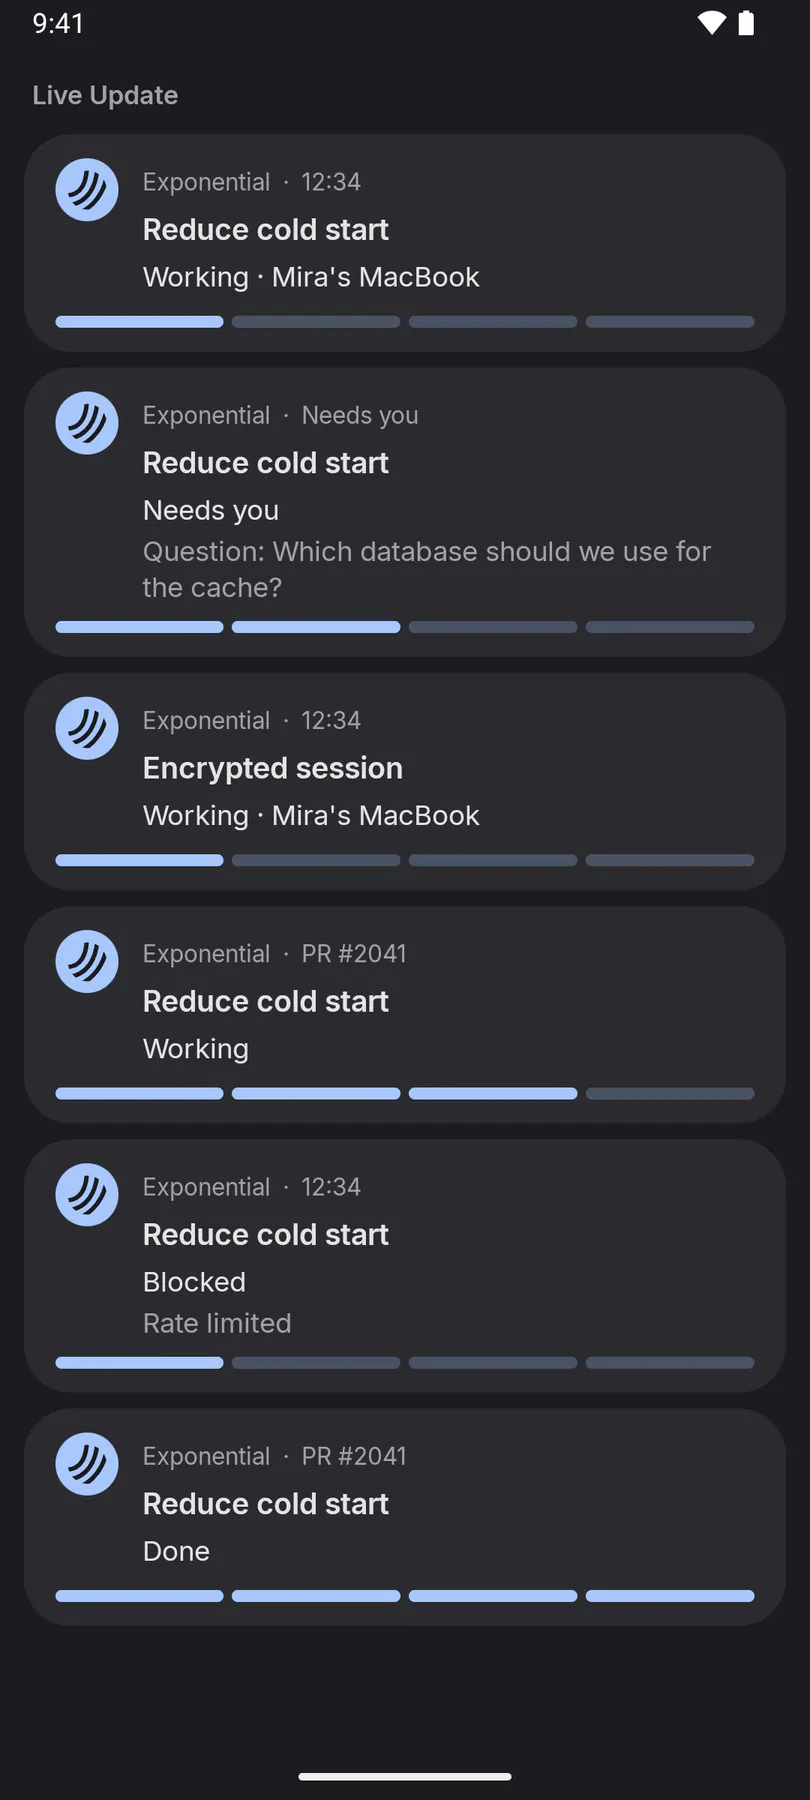 9:41
Live Update
Exponential · 12:34
Reduce cold start
Working · Mira's MacBook
Exponential · Needs you
Reduce cold start
Needs you
Question: Which database should we use for
the cache?
Exponential · 12:34
Encrypted session
Working · Mira's MacBook
Exponential · PR #2041
Reduce cold start
Working
Exponential · 12:34
Reduce cold start
Blocked
Rate limited
Exponential · PR #2041
Reduce cold start
Done